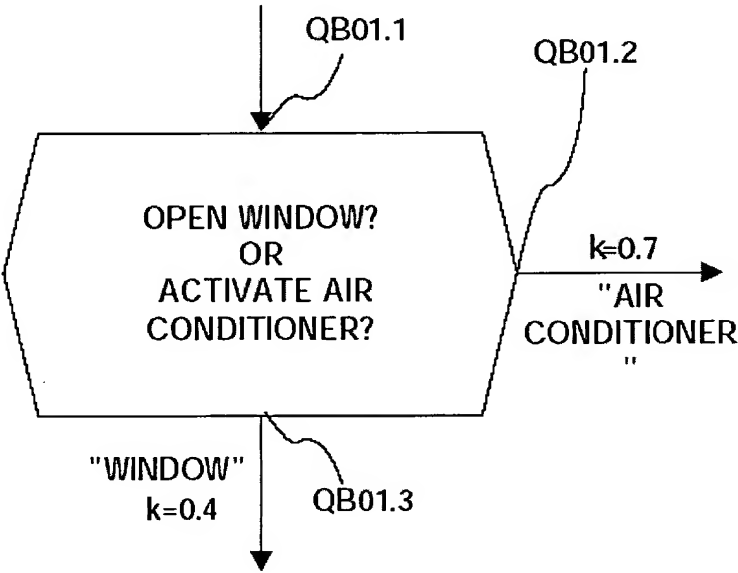 QB01.1
QB01.2
OPEN WINDOW?
OR
ACTIVATE AIR
CONDITIONER?
k=0.7
"AIR
CONDITIONER
"
"WINDOW"
k=0.4
QB01.3